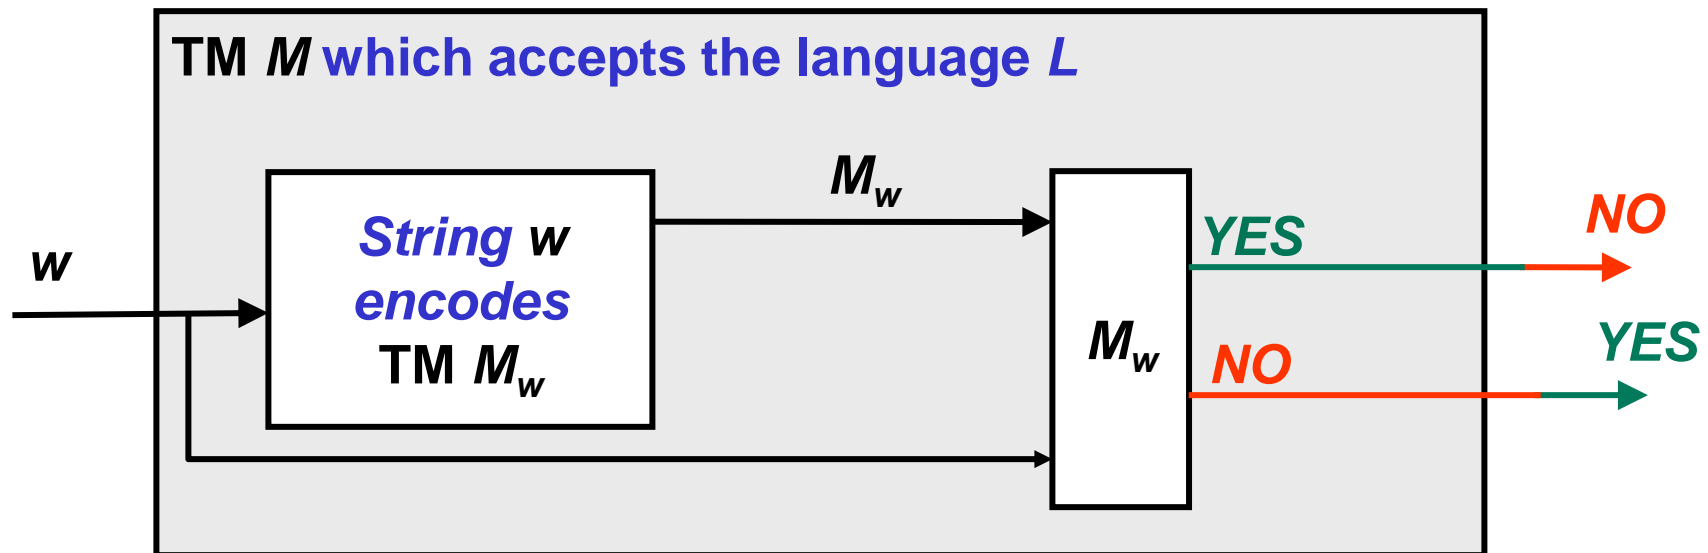 TM M which accepts the language L
w
String w
encodes
TM Mw
Mw
Mw
YES
NO
NO
YES